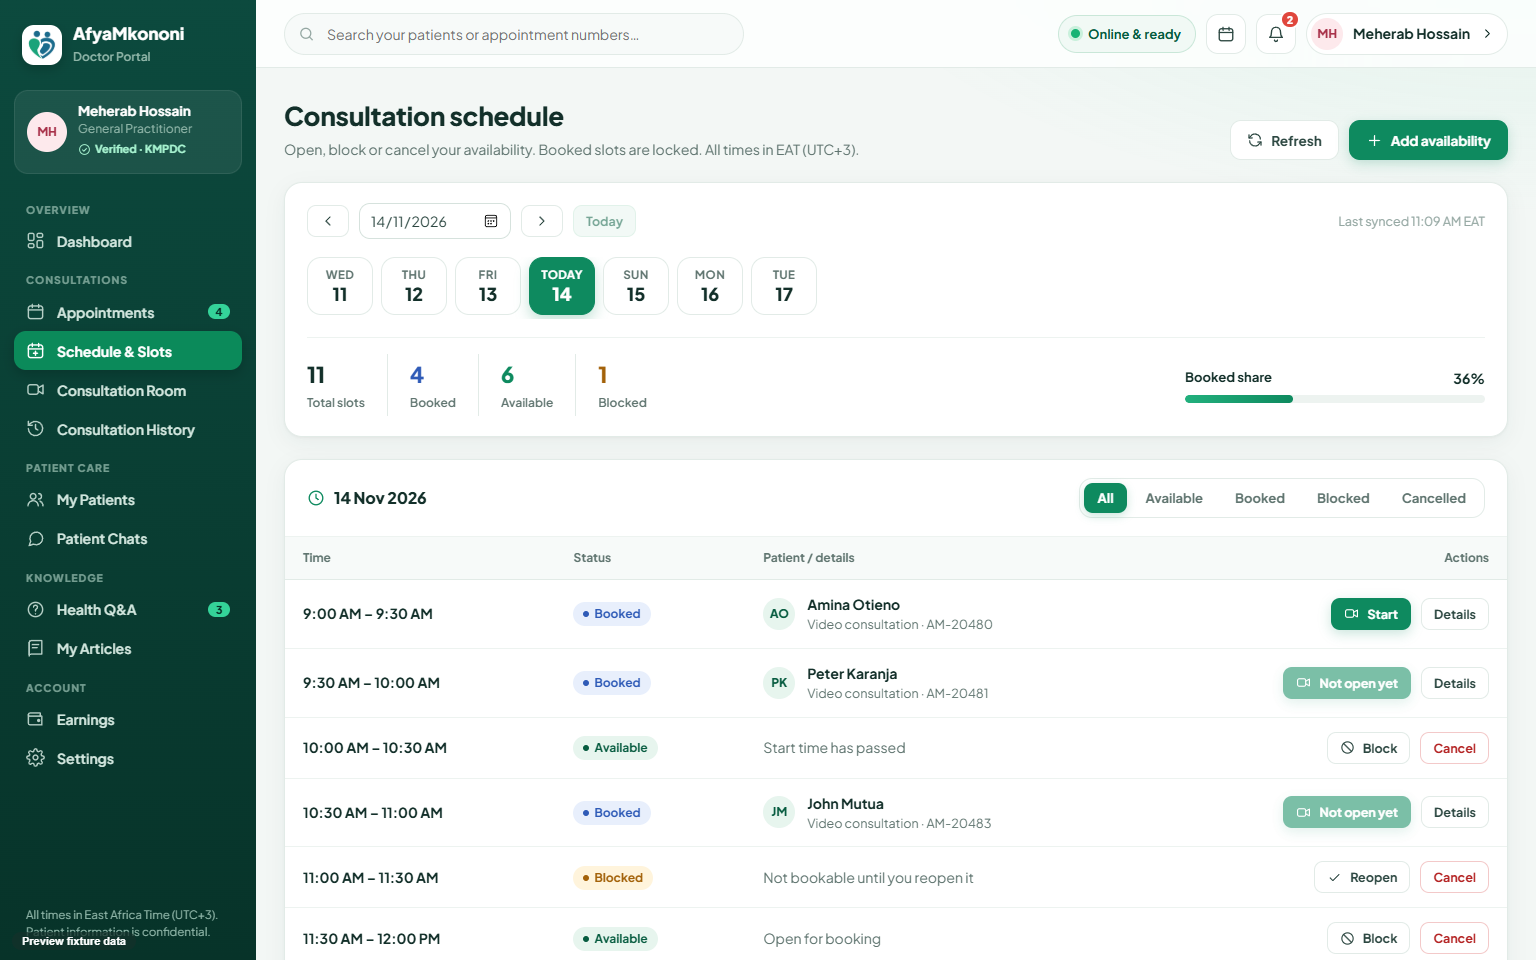 AfyaMkononi
Doctor Portal
MH
Meherab Hossain
General Practitioner
Verified · KMPDC
OVERVIEW
Dashboard
CONSULTATIONS
Appointments 4
Schedule & Slots
Consultation Room
Consultation History
PATIENT CARE
My Patients
Patient Chats
KNOWLEDGE
Health Q&A 3
My Articles
ACCOUNT
Earnings
Settings
All times in East Africa Time (UTC+3).
Patient information is confidential.
Preview fixture data
Search your patients or appointment numbers...
Online & ready
2
MH Meherab Hossain
Consultation schedule
Open, block or cancel your availability. Booked slots are locked. All times in EAT (UTC+3).
Refresh
Add availability
14/11/2026
Today
Last synced 11:09 AM EAT
WED 11
THU 12
FRI 13
TODAY 14
SUN 15
MON 16
TUE 17
11 Total slots
4 Booked
6 Available
1 Blocked
Booked share 36%
14 Nov 2026
All Available Booked Blocked Cancelled
Time Status Patient / details Actions
9:00 AM – 9:30 AM Booked AO Amina Otieno Start Details
Video consultation · AM-20480
9:30 AM – 10:00 AM Booked PK Peter Karanja Not open yet Details
Video consultation · AM-20481
10:00 AM – 10:30 AM Available Start time has passed Block Cancel
10:30 AM – 11:00 AM Booked JM John Mutua Not open yet Details
Video consultation · AM-20483
11:00 AM – 11:30 AM Blocked Not bookable until you reopen it Reopen Cancel
11:30 AM – 12:00 PM Available Open for booking Block Cancel